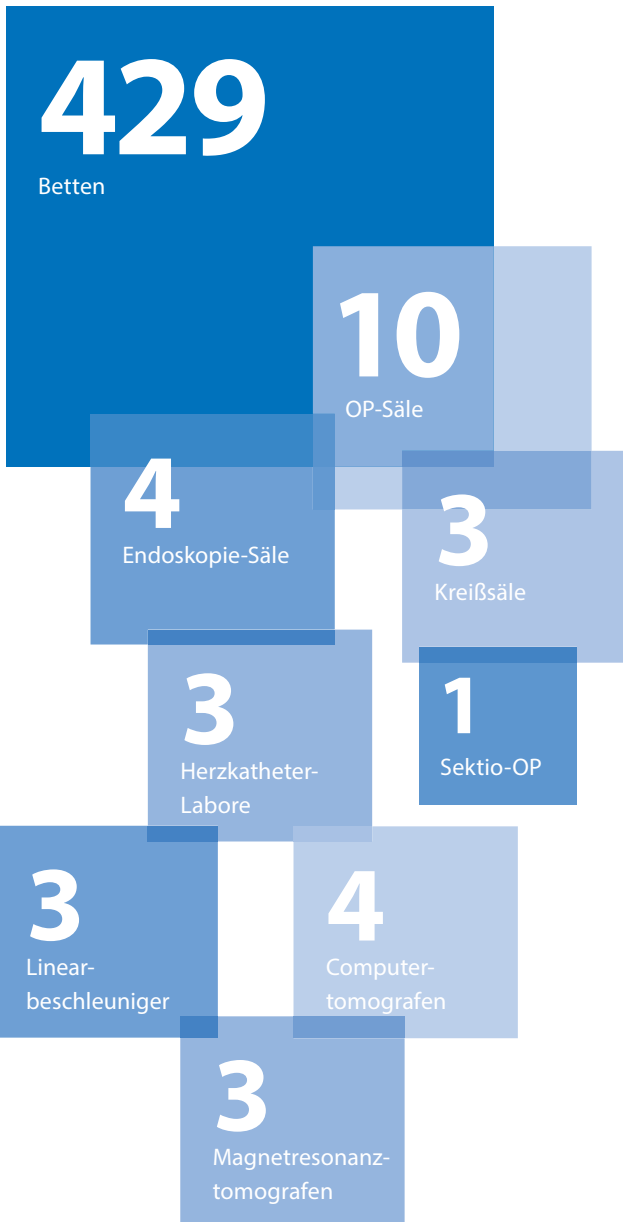 429
Betten
10
OP-Säle
4
Endoskopie-Säle
3
Kreißsäle
3
Herzkatheter-
Labore
1
Sektio-OP
3
Linear-
beschleuniger
4
Computer-
tomografen
3
Magnetresonanz-
tomografen